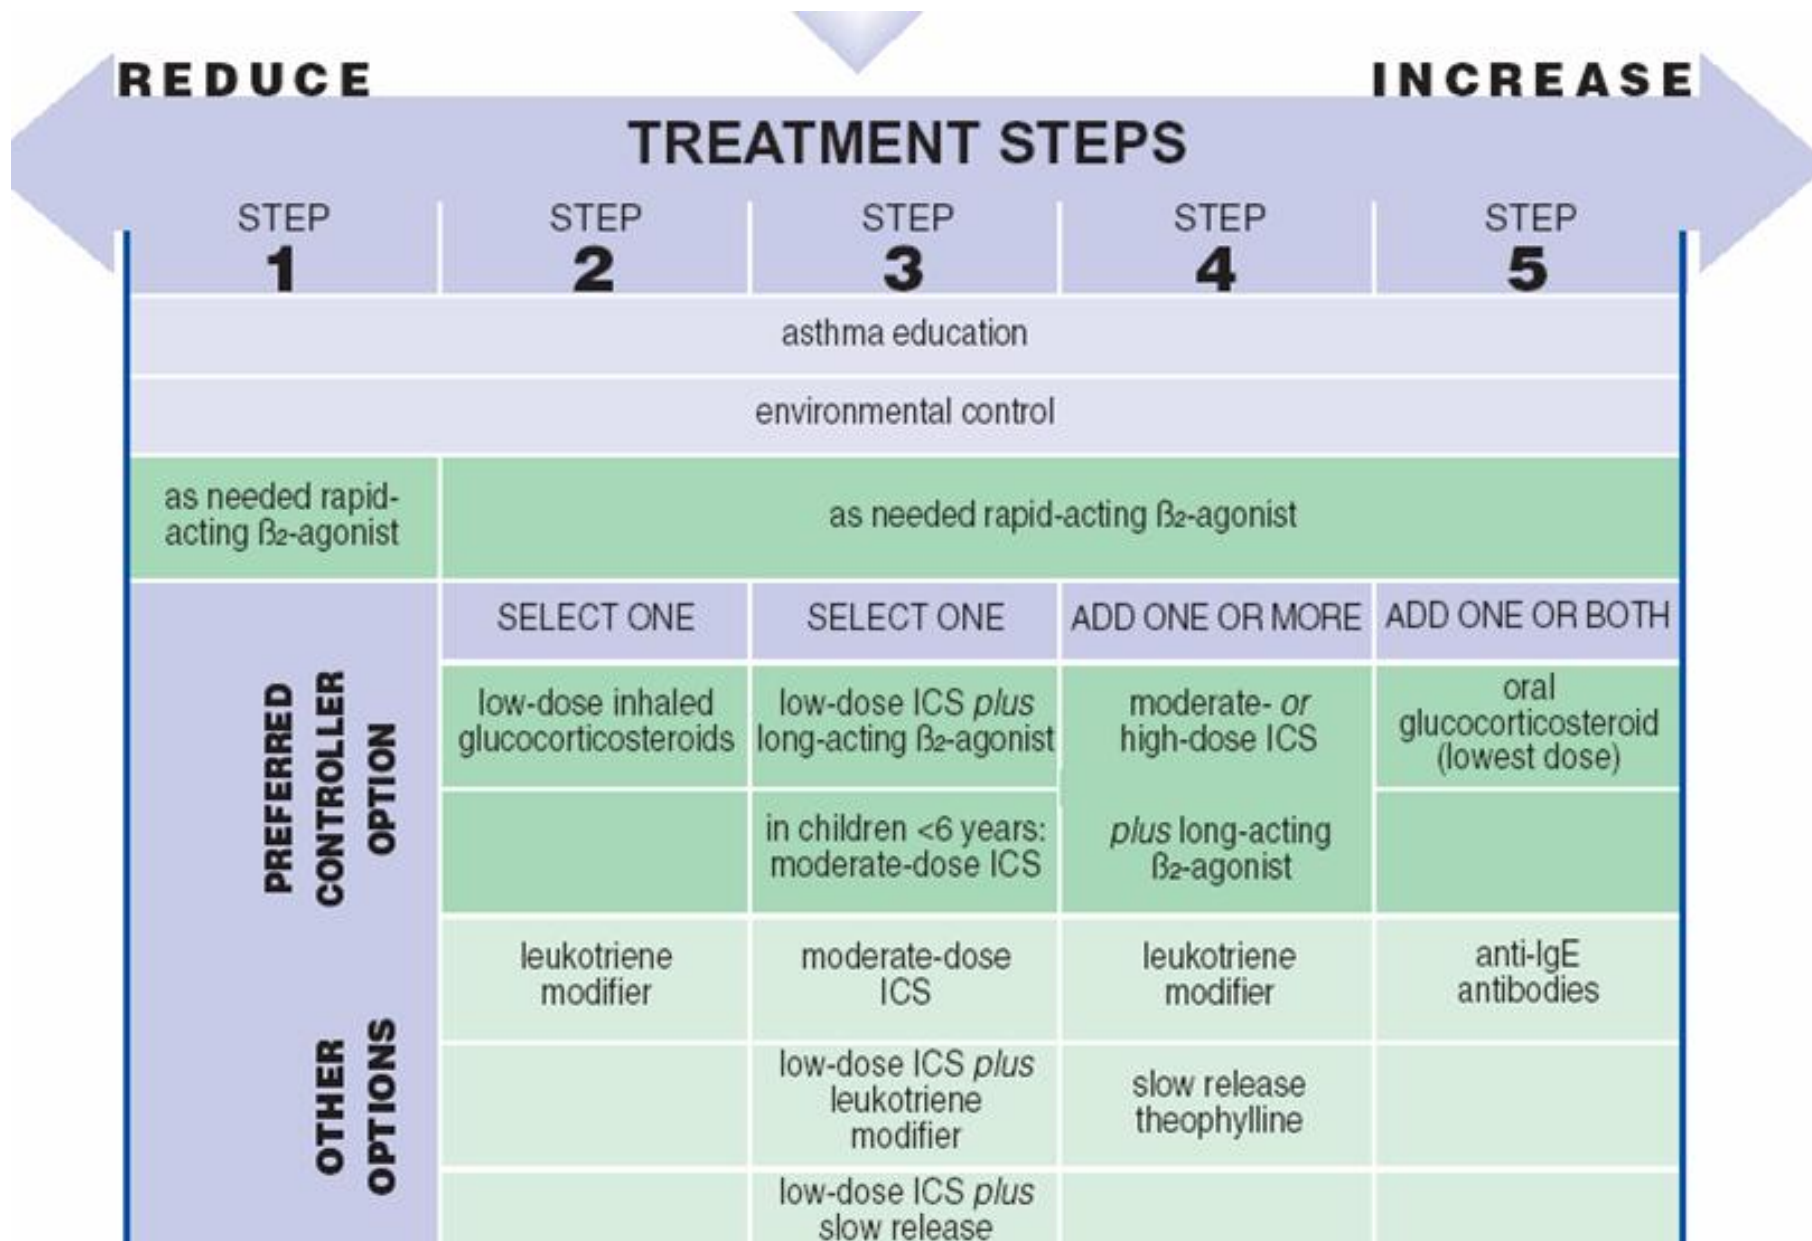 REDUCE
INCREASE
TREATMENT STEPS
STEP
1
STEP
2
STEP
3
STEP
4
STEP
5
asthma education
environmental control
as needed rapid-
acting ß2-agonist
as needed rapid-acting ß2-agonist
SELECT ONE
SELECT ONE
ADD ONE OR MORE
ADD ONE OR BOTH
PREFERRED
CONTROLLER
OPTION
low-dose inhaled
glucocorticosteroids
low-dose ICS plus
long-acting ß2-agonist
moderate- or
high-dose ICS
oral
glucocorticosteroid
(lowest dose)
in children <6 years:
moderate-dose ICS
plus long-acting
ß2-agonist
OTHER
OPTIONS
leukotriene
modifier
moderate-dose
ICS
leukotriene
modifier
anti-IgE
antibodies
low-dose ICS plus
leukotriene
modifier
slow release
theophylline
low-dose ICS plus
slow release